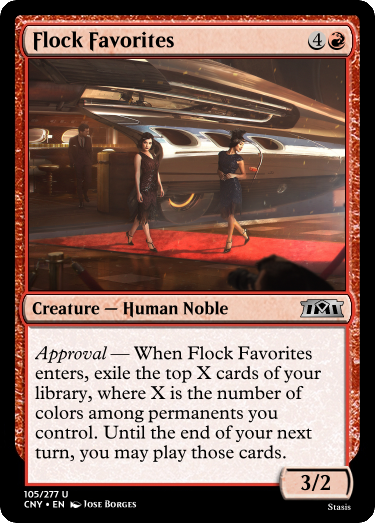 Flock Favorites 4
Creature — Human Noble
Approval — When Flock Favorites
enters, exile the top X cards of your
library, where X is the number of
colors among permanents you
control. Until the end of your next
turn, you may play those cards.
3/2
105/277 U
CNY • EN Jose Borges
Stasis